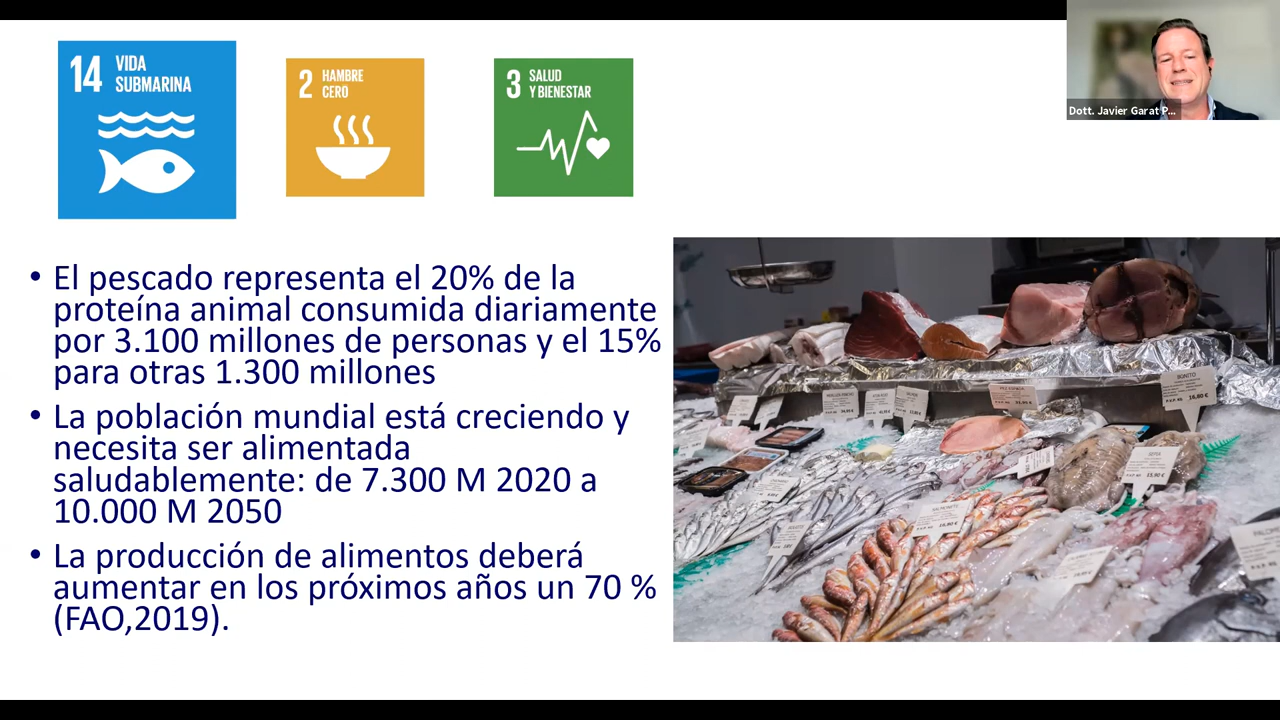 14 VIDA
SUBMARINA
2 HAMBRE
CERO
3 SALUD
Y BIENESTAR
Dott. Javier Garat P...
• El pescado representa el 20% de la
proteína animal consumida diariamente
por 3.100 millones de personas y el 15%
para otras 1.300 millones
• La población mundial está creciendo y
necesita ser alimentada
saludablemente: de 7.300 M 2020 a
10.000 M 2050
• La producción de alimentos deberá
aumentar en los próximos años un 70 %
(FAO,2019).
BONITO
16,80 €